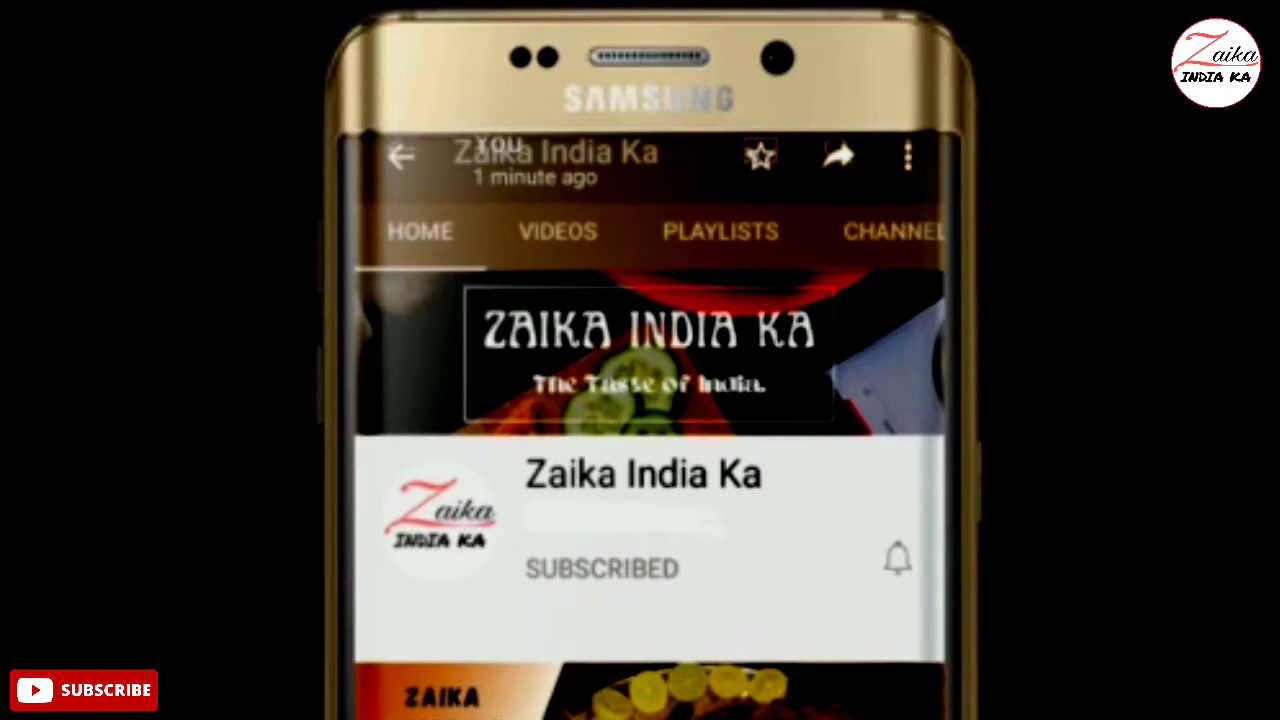 SAMSUNG
Zaika
INDIA KA
YOU
Zaika India Ka
1 minute ago
HOME VIDEOS PLAYLISTS CHANNEL
ZAIKA INDIA KA
The Taste of India.
Zaika India Ka
Zaika
INDIA KA
SUBSCRIBED
ZAIKA
SUBSCRIBE